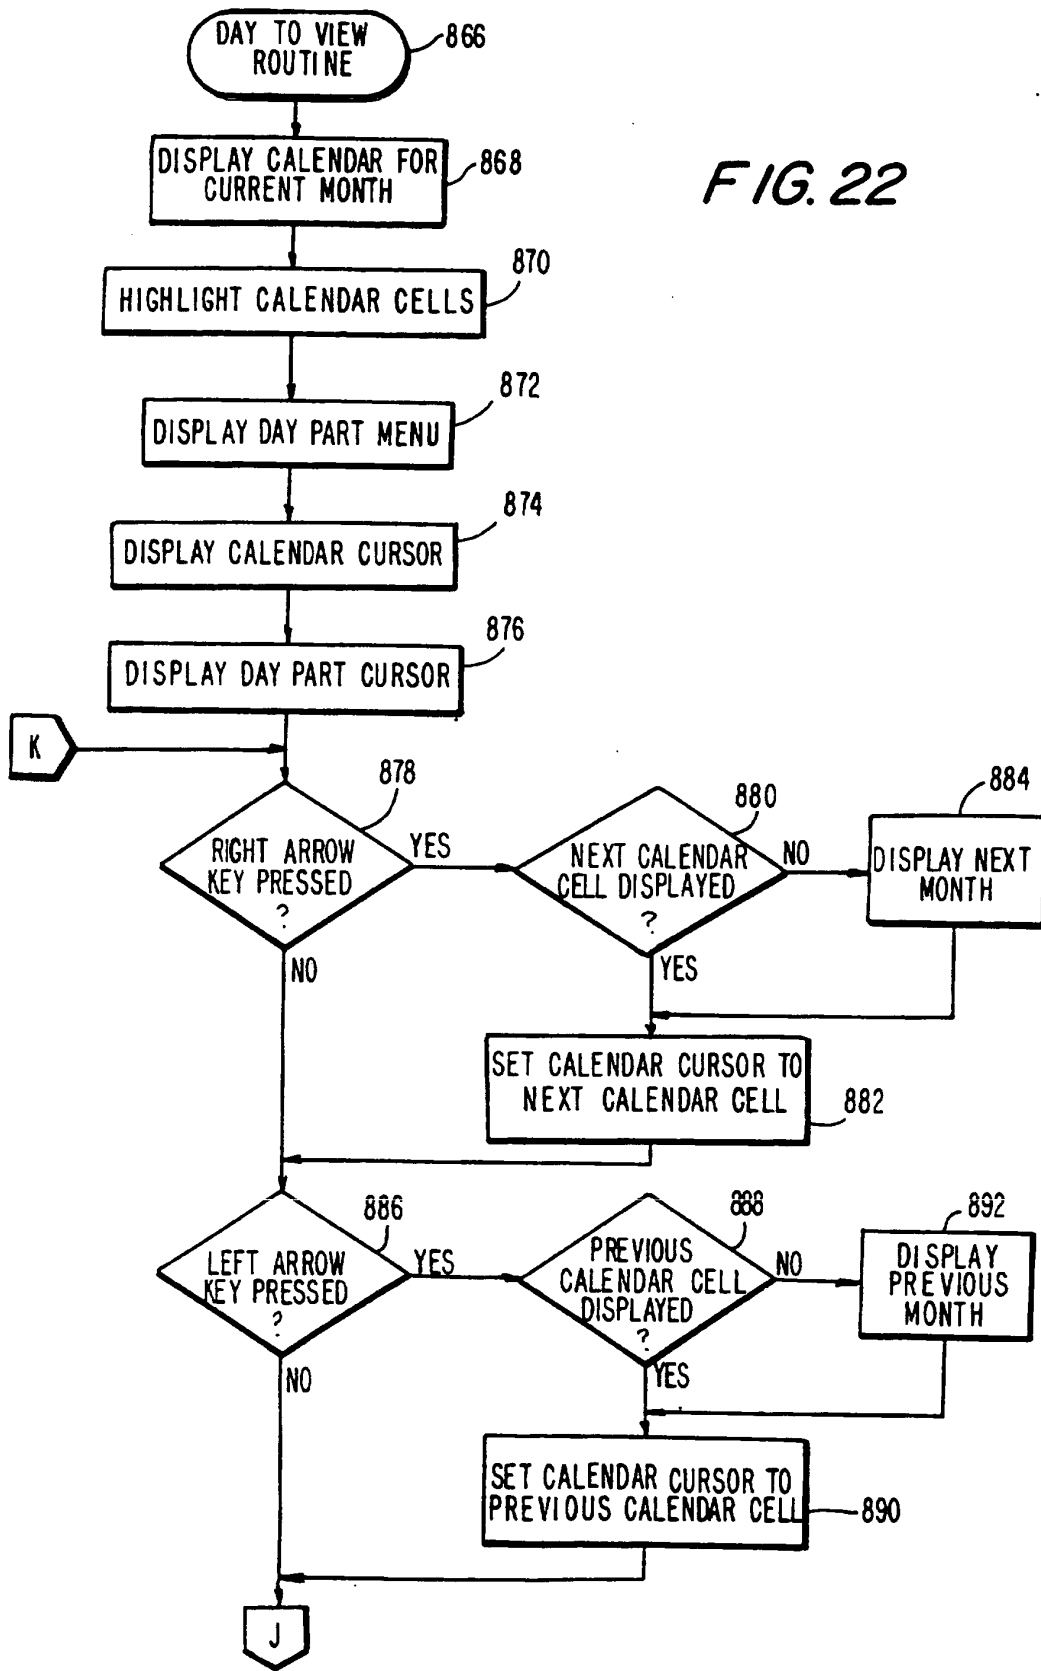 DAY TO VIEW
ROUTINE
866
DISPLAY CALENDAR FOR
CURRENT MONTH
868
FIG. 22
870
HIGHLIGHT CALENDAR CELLS
872
DISPLAY DAY PART MENU
874
DISPLAY CALENDAR CURSOR
876
DISPLAY DAY PART CURSOR
K
878
RIGHT ARROW
KEY PRESSED
?
YES
NO
880
NEXT CALENDAR
CELL DISPLAYED
?
NO
YES
884
DISPLAY NEXT
MONTH
SET CALENDAR CURSOR TO
NEXT CALENDAR CELL
882
886
LEFT ARROW
KEY PRESSED
?
YES
NO
888
PREVIOUS
CALENDAR CELL
DISPLAYED
?
NO
YES
892
DISPLAY
PREVIOUS
MONTH
SET CALENDAR CURSOR TO
PREVIOUS CALENDAR CELL
890
J